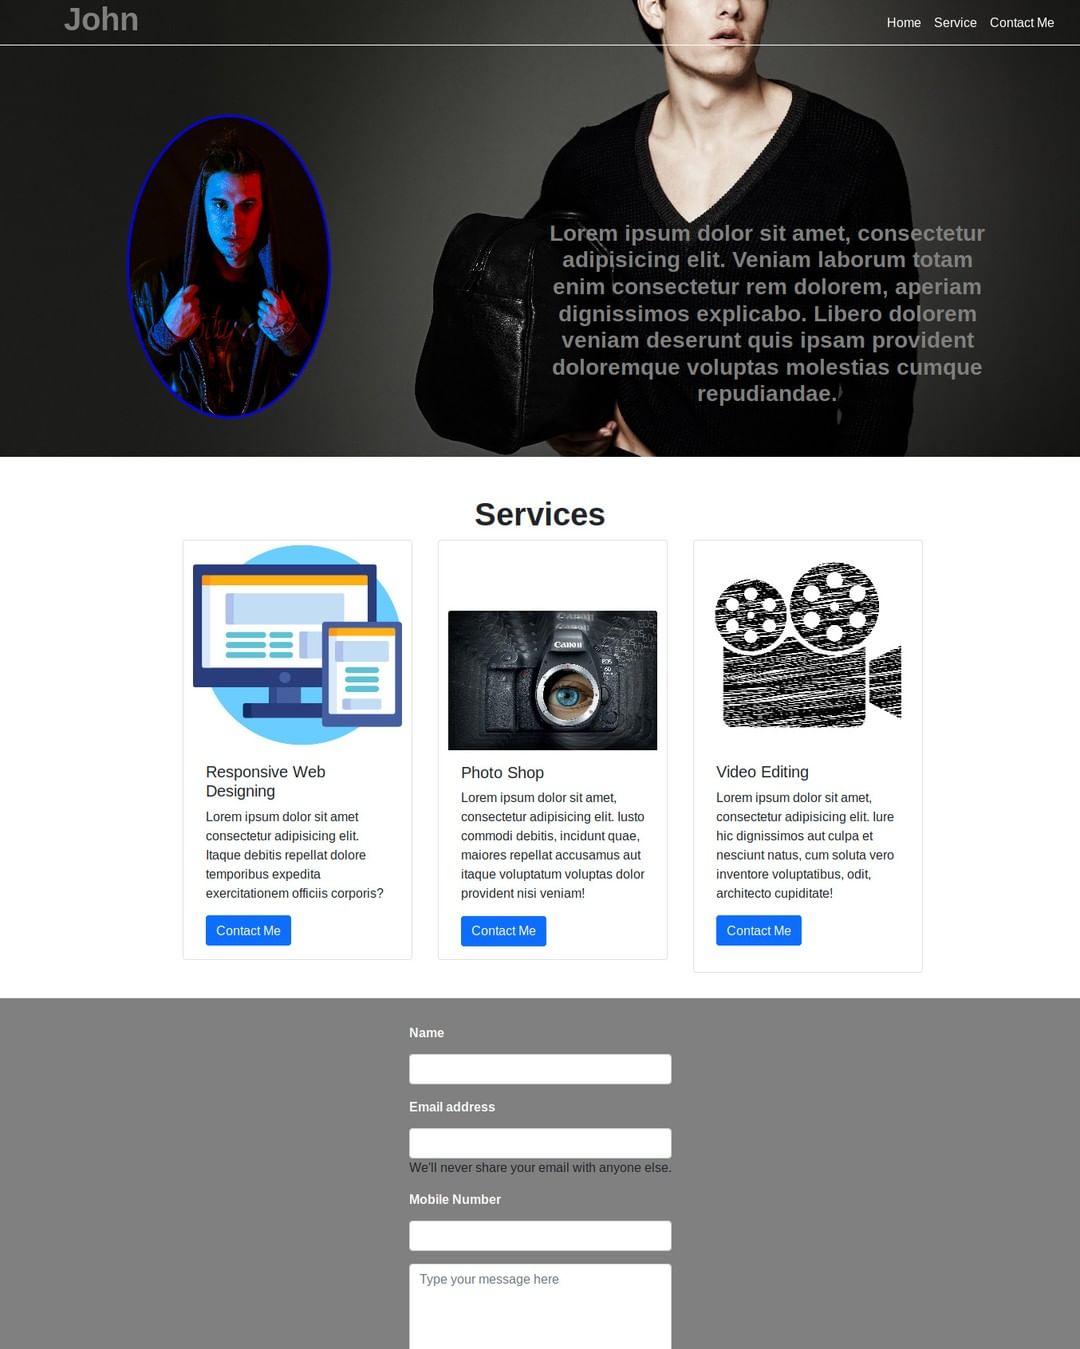 John
Home Service Contact Me
Lorem ipsum dolor sit amet, consectetur
adipisicing elit. Veniam laborum totam
enim consectetur rem dolorem, aperiam
dignissimos explicabo. Libero dolorem
veniam deserunt quis ipsam provident
doloremque voluptas molestias cumque
repudiandae.
Services
Canon
EOS
6D
Responsive Web
Designing
Lorem ipsum dolor sit amet
consectetur adipisicing elit.
Itaque debitis repellat dolore
temporibus expedita
exercitationem officiis corporis?
Contact Me
Photo Shop
Lorem ipsum dolor sit amet,
consectetur adipisicing elit. Iusto
commodi debitis, incidunt quae,
maiores repellat accusamus aut
itaque voluptatum voluptas dolor
provident nisi veniam!
Contact Me
Video Editing
Lorem ipsum dolor sit amet,
consectetur adipisicing elit. Iure
hic dignissimos aut culpa et
nesciunt natus, cum soluta vero
inventore voluptatibus, odit,
architecto cupiditate!
Contact Me
Name
Email address
We'll never share your email with anyone else.
Mobile Number
Type your message here